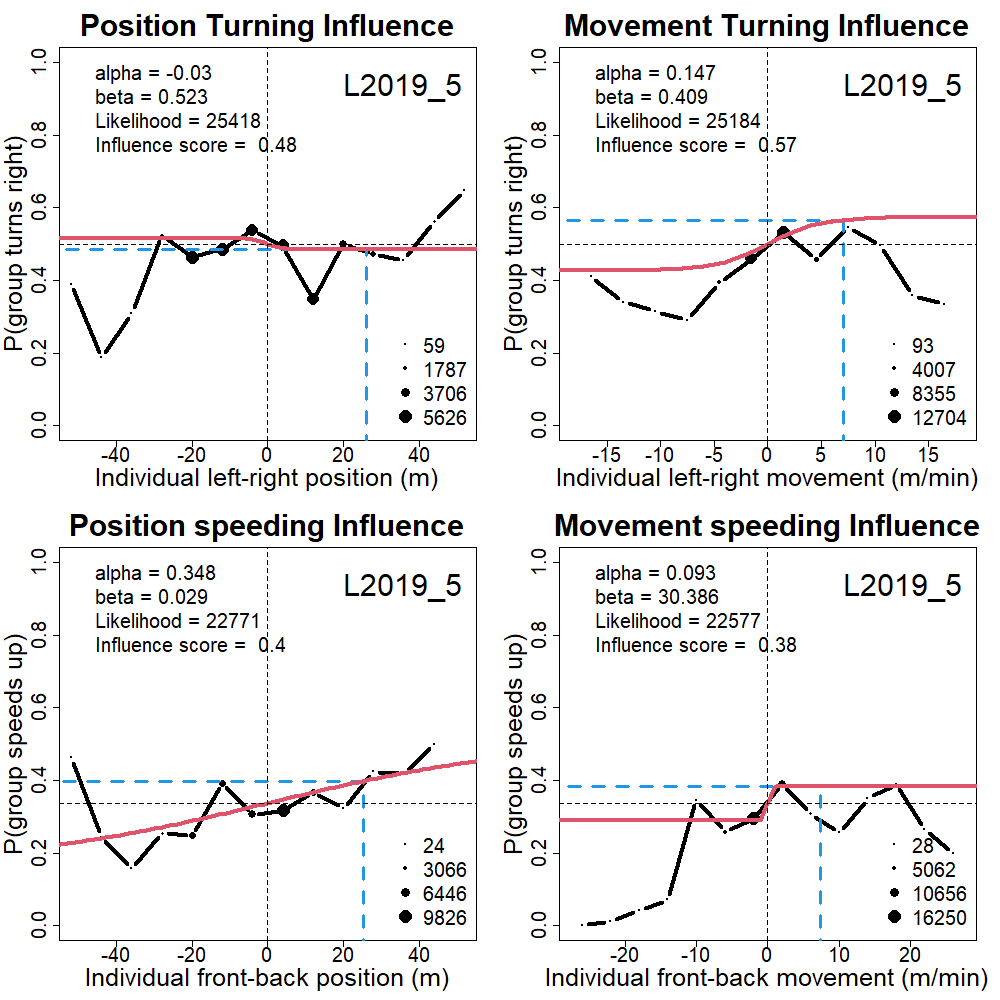 Position Turning Influence
alpha = -0.03
beta = 0.523
Likelihood = 25418
Influence score = 0.48
L2019_5
P(group turns right)
0.0 0.2 0.4 0.6 0.8 1.0
59
1787
3706
5626
-40 -20 0 20 40
Individual left-right position (m)
Movement Turning Influence
alpha = 0.147
beta = 0.409
Likelihood = 25184
Influence score = 0.57
L2019_5
P(group turns right)
0.0 0.2 0.4 0.6 0.8 1.0
93
4007
8355
12704
-15 -10 -5 0 5 10 15
Individual left-right movement (m/min)
Position speeding Influence
alpha = 0.348
beta = 0.029
Likelihood = 22771
Influence score = 0.4
L2019_5
P(group speeds up)
0.0 0.2 0.4 0.6 0.8 1.0
24
3066
6446
9826
-40 -20 0 20 40
Individual front-back position (m)
Movement speeding Influence
alpha = 0.093
beta = 30.386
Likelihood = 22577
Influence score = 0.38
L2019_5
P(group speeds up)
0.0 0.2 0.4 0.6 0.8 1.0
28
5062
10656
16250
-20 -10 0 10 20
Individual front-back movement (m/min)